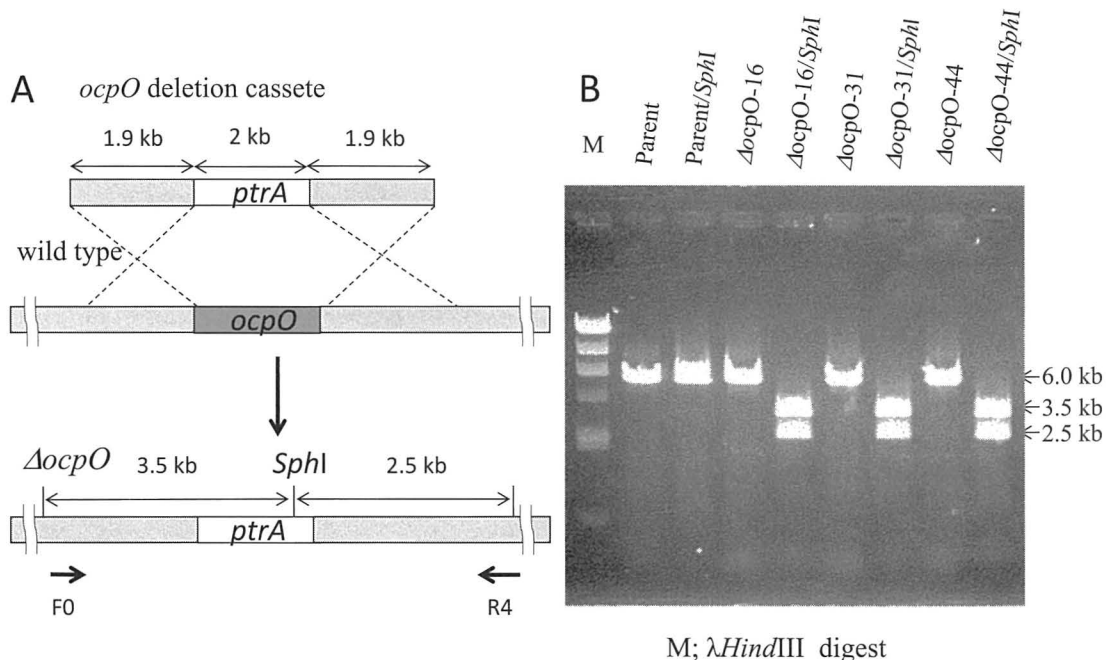 A
ocpO deletion cassete
1.9 kb 2 kb 1.9 kb
ptrA
wild type
ocpO
ΔocpO 3.5 kb SphI 2.5 kb
ptrA
F0 R4
B
M
Parent
Parent/SphI
ΔocpO-16
ΔocpO-16/SphI
ΔocpO-31
ΔocpO-31/SphI
ΔocpO-44
ΔocpO-44/SphI
←6.0 kb
←3.5 kb
←2.5 kb
M; λHindIII digest